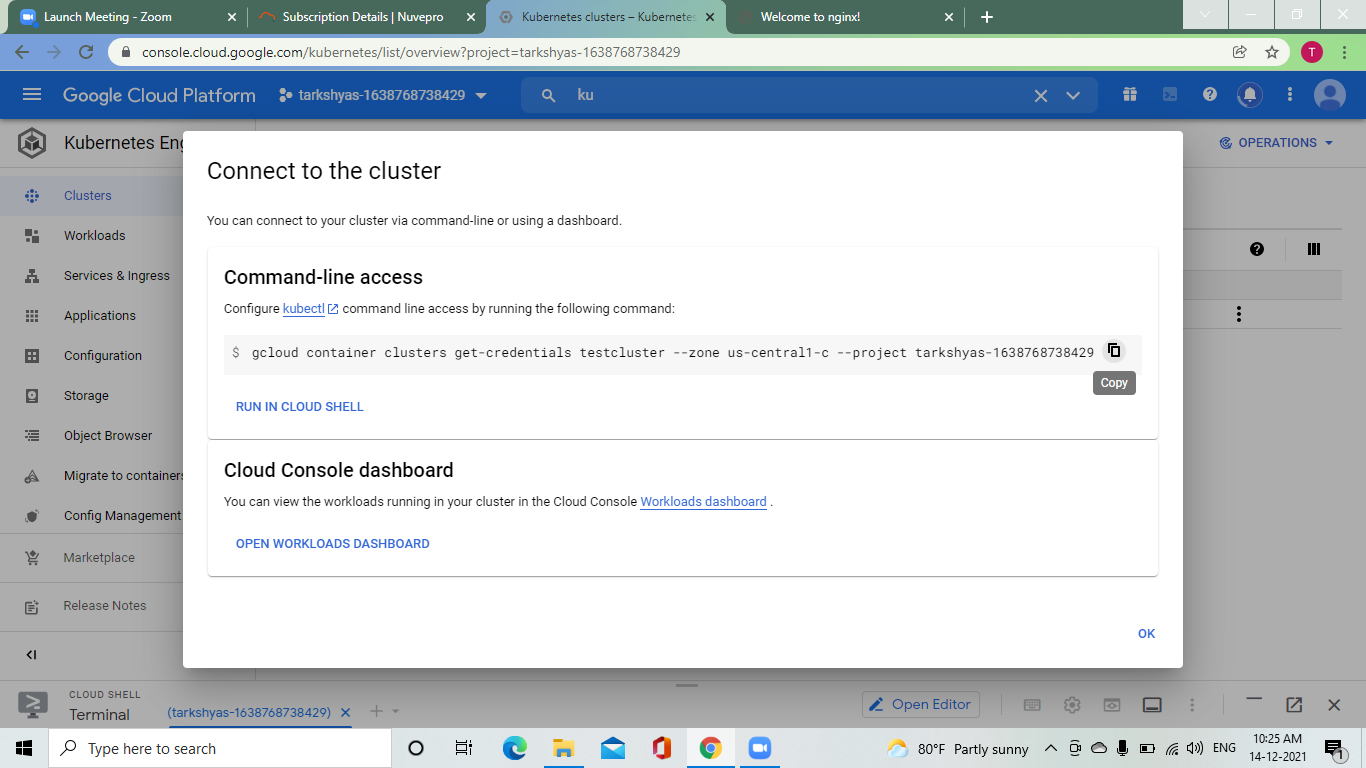 Launch Meeting - Zoom
Subscription Details | Nuvepro
Kubernetes clusters – Kubernetes
Welcome to nginx!
console.cloud.google.com/kubernetes/list/overview?project=tarkshyas-1638768738429
T
Google Cloud Platform
tarkshyas-1638768738429
ku
Kubernetes Eng
OPERATIONS
Clusters
Workloads
Services & Ingress
Applications
Configuration
Storage
Object Browser
Migrate to containers
Config Management
Marketplace
Release Notes
Connect to the cluster
You can connect to your cluster via command-line or using a dashboard.
Command-line access
Configure kubectl command line access by running the following command:
$ gcloud container clusters get-credentials testcluster --zone us-central1-c --project tarkshyas-1638768738429
Copy
RUN IN CLOUD SHELL
Cloud Console dashboard
You can view the workloads running in your cluster in the Cloud Console Workloads dashboard .
OPEN WORKLOADS DASHBOARD
OK
CLOUD SHELL
Terminal
(tarkshyas-1638768738429)
Open Editor
Type here to search
80°F Partly sunny
ENG
10:25 AM
14-12-2021
1